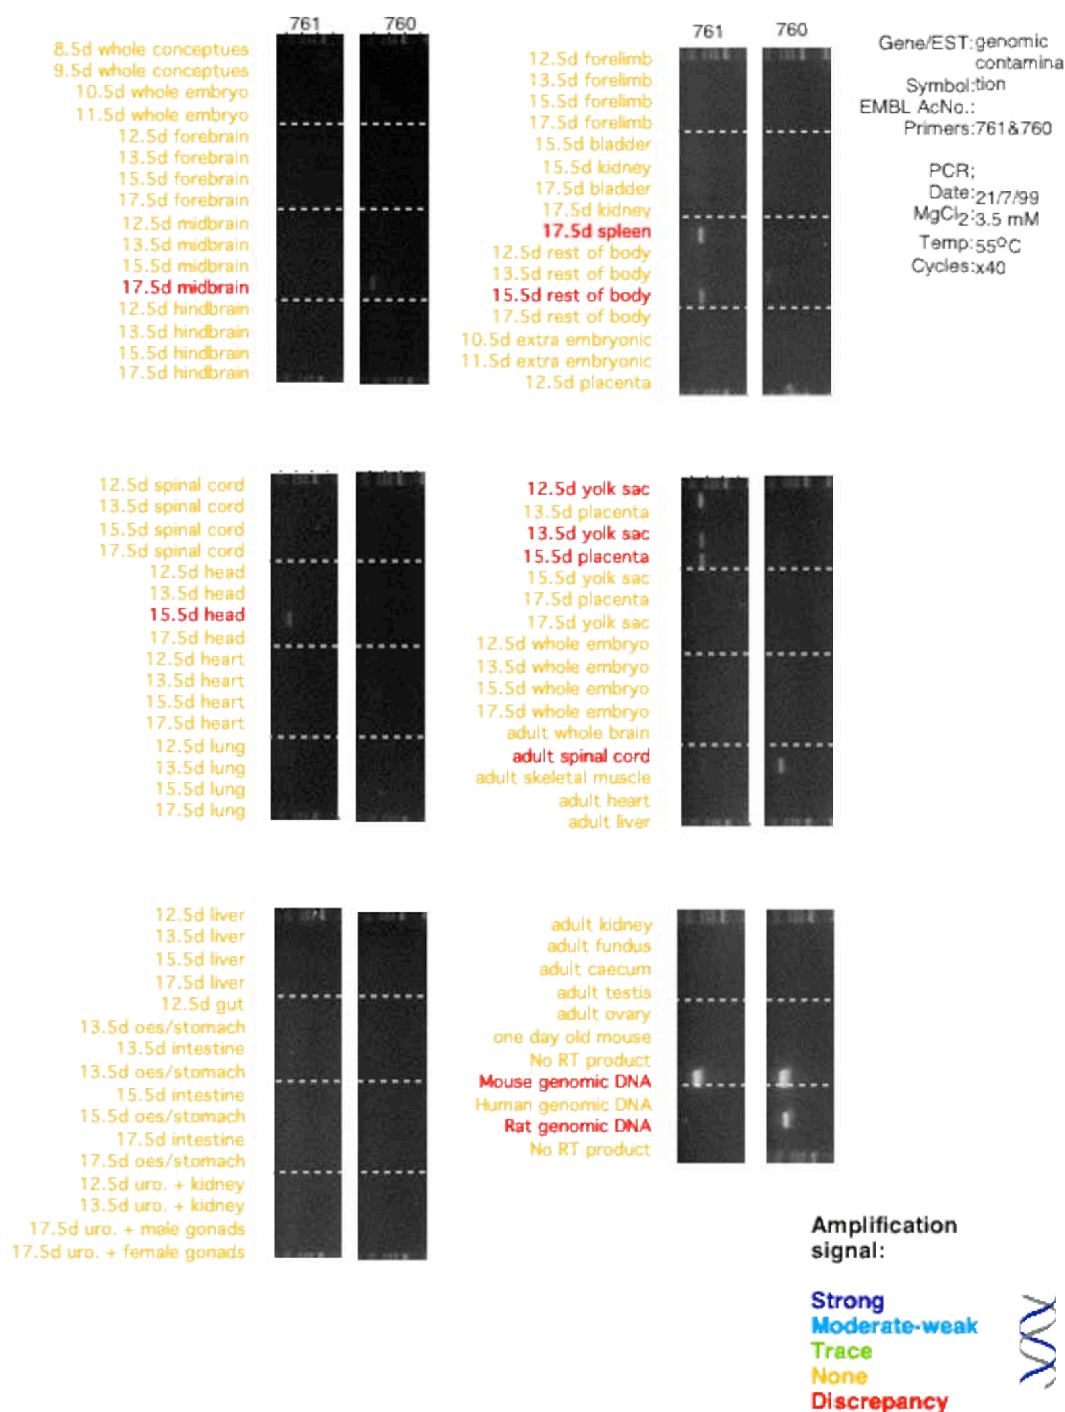 761 760
8.5d whole conceptues
9.5d whole conceptues
10.5d whole embryo
11.5d whole embryo
12.5d forebrain
13.5d forebrain
15.5d forebrain
17.5d forebrain
12.5d midbrain
13.5d midbrain
15.5d midbrain
17.5d midbrain
12.5d hindbrain
13.5d hindbrain
15.5d hindbrain
17.5d hindbrain
761 760
12.5d forelimb
13.5d forelimb
15.5d forelimb
17.5d forelimb
15.5d bladder
15.5d kidney
17.5d bladder
17.5d kidney
17.5d spleen
12.5d rest of body
13.5d rest of body
15.5d rest of body
17.5d rest of body
10.5d extra embryonic
11.5d extra embryonic
12.5d placenta
Gene/EST: genomic
contamina
Symbol: tion
EMBL AcNo.:
Primers: 761&760
PCR;
Date: 21/7/99
MgCl2: 3.5 mM
Temp: 55°C
Cycles: x40
12.5d spinal cord
13.5d spinal cord
15.5d spinal cord
17.5d spinal cord
12.5d head
13.5d head
15.5d head
17.5d head
12.5d heart
13.5d heart
15.5d heart
17.5d heart
12.5d lung
13.5d lung
15.5d lung
17.5d lung
12.5d yolk sac
13.5d placenta
13.5d yolk sac
15.5d placenta
15.5d yolk sac
17.5d placenta
17.5d yolk sac
12.5d whole embryo
13.5d whole embryo
15.5d whole embryo
17.5d whole embryo
adult whole brain
adult spinal cord
adult skeletal muscle
adult heart
adult liver
12.5d liver
13.5d liver
15.5d liver
17.5d liver
12.5d gut
13.5d oes/stomach
13.5d intestine
13.5d oes/stomach
15.5d intestine
15.5d oes/stomach
17.5d intestine
17.5d oes/stomach
12.5d uro. + kidney
13.5d uro. + kidney
17.5d uro. + male gonads
17.5d uro. + female gonads
adult kidney
adult fundus
adult caecum
adult testis
adult ovary
one day old mouse
No RT product
Mouse genomic DNA
Human genomic DNA
Rat genomic DNA
No RT product
Amplification
signal:
Strong
Moderate-weak
Trace
None
Discrepancy